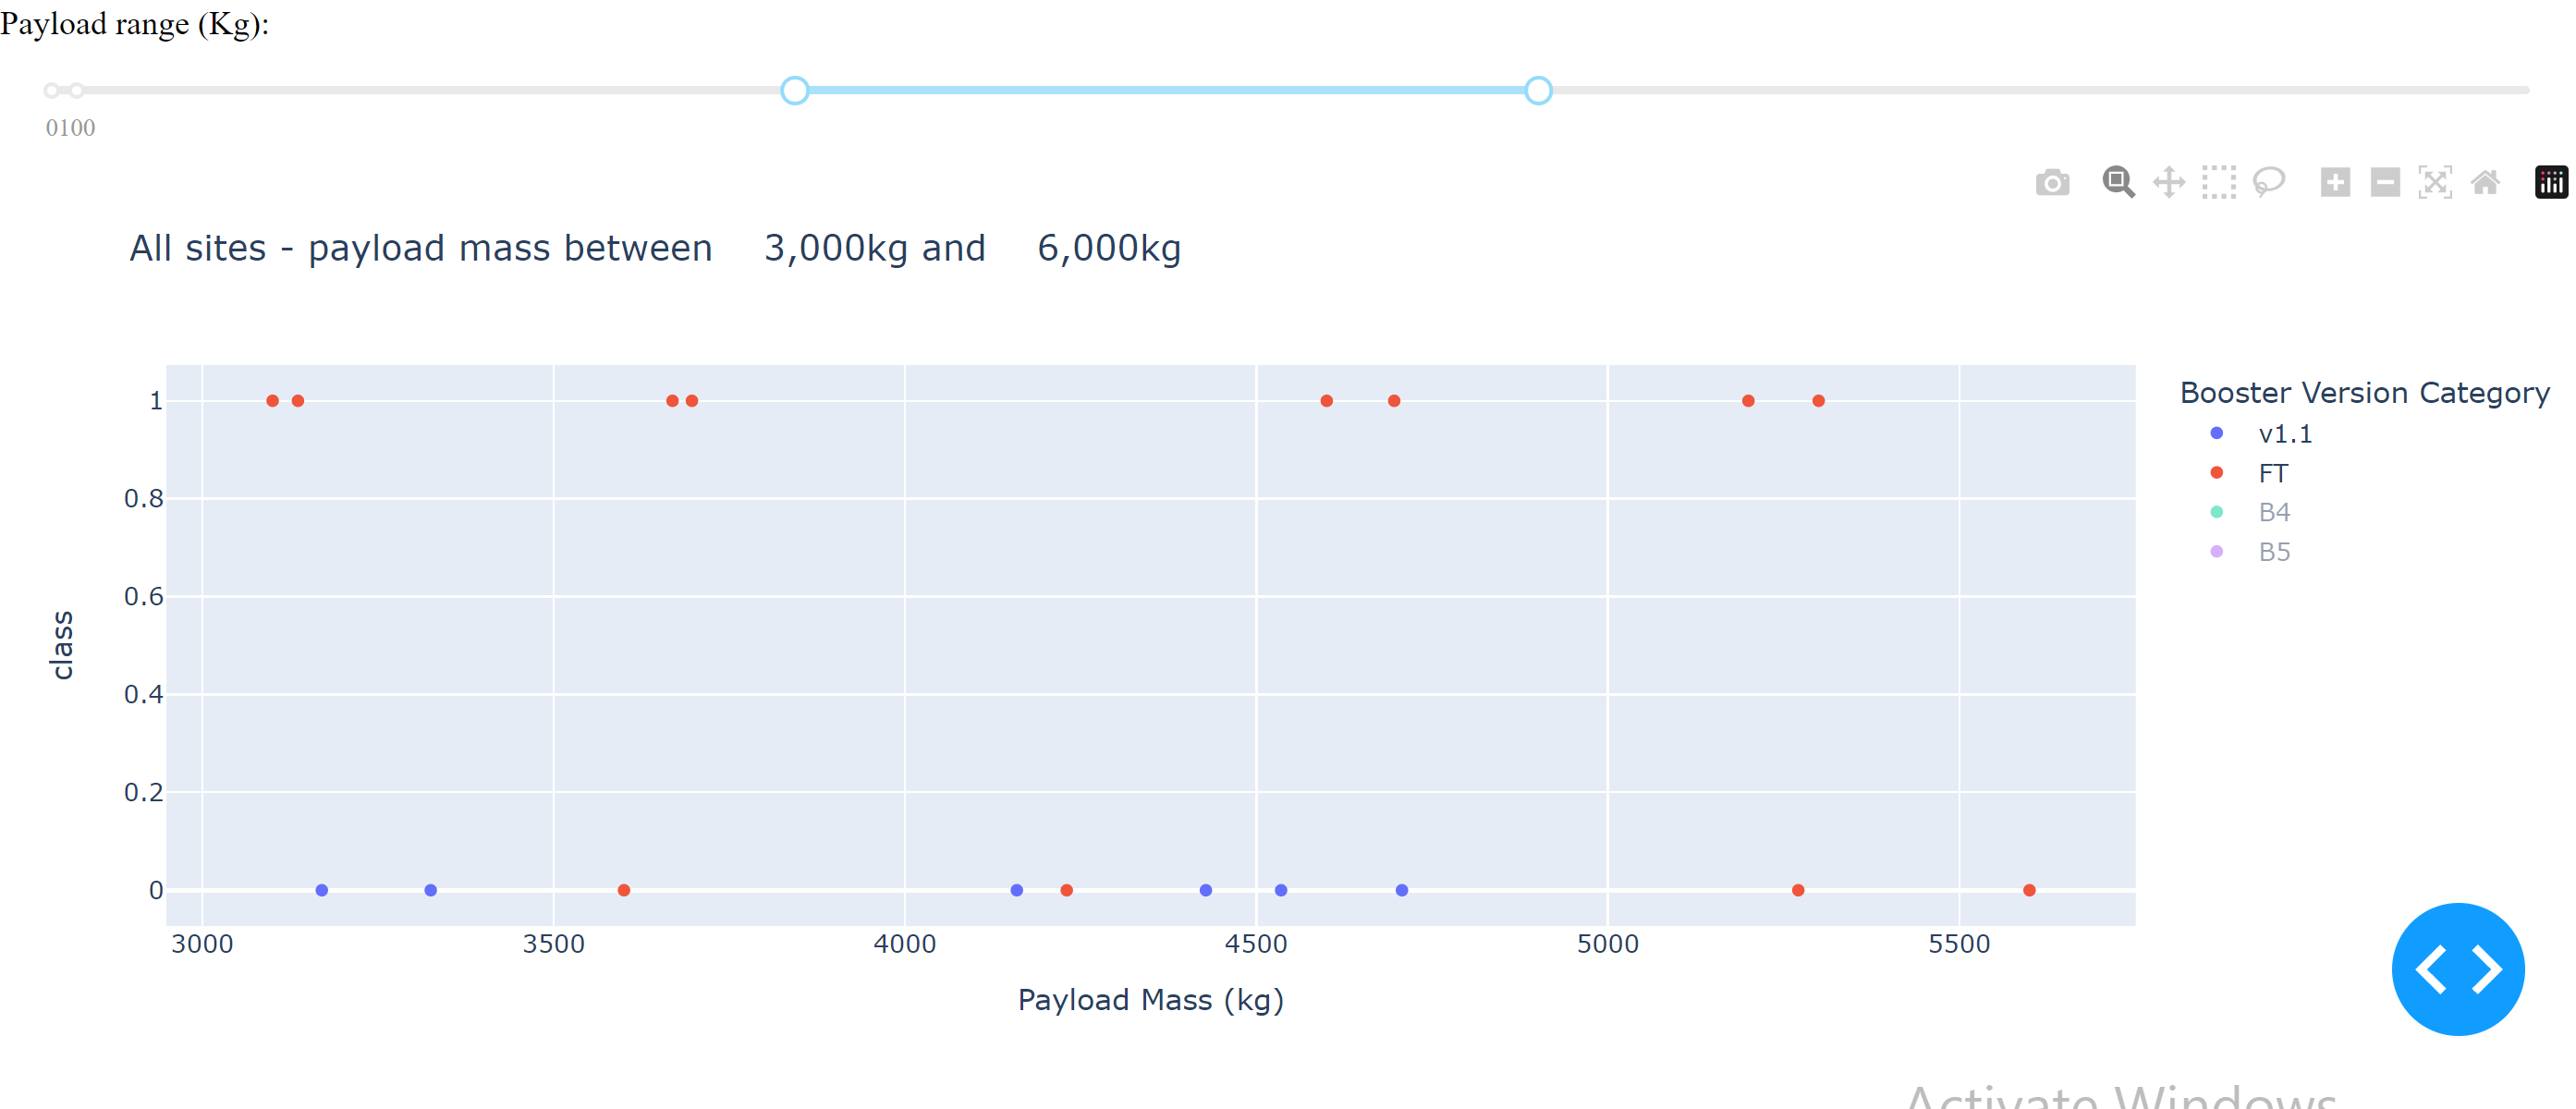 Payload range (Kg):
0100
All sites - payload mass between 3,000kg and 6,000kg
Booster Version Category
v1.1
FT
B4
B5
1
0.8
0.6
0.4
0.2
0
class
3000 3500 4000 4500 5000 5500
Payload Mass (kg)
Activate Windows